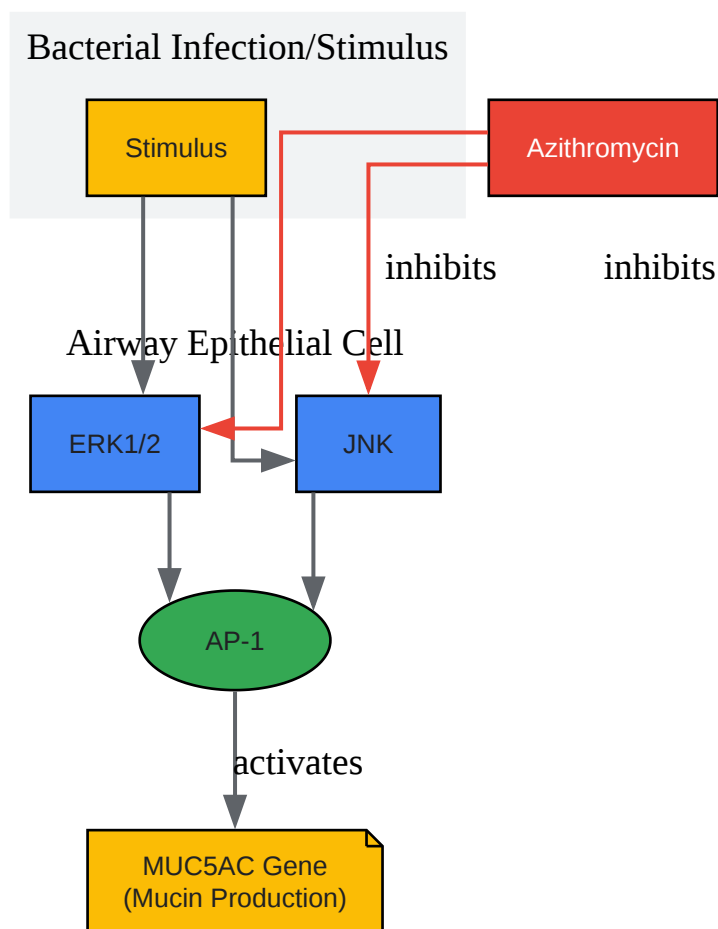 Bacterial Infection/Stimulus
Stimulus
Azithromycin
inhibits
inhibits
Airway Epithelial Cell
ERK1/2
JNK
AP-1
activates
MUC5AC Gene
(Mucin Production)